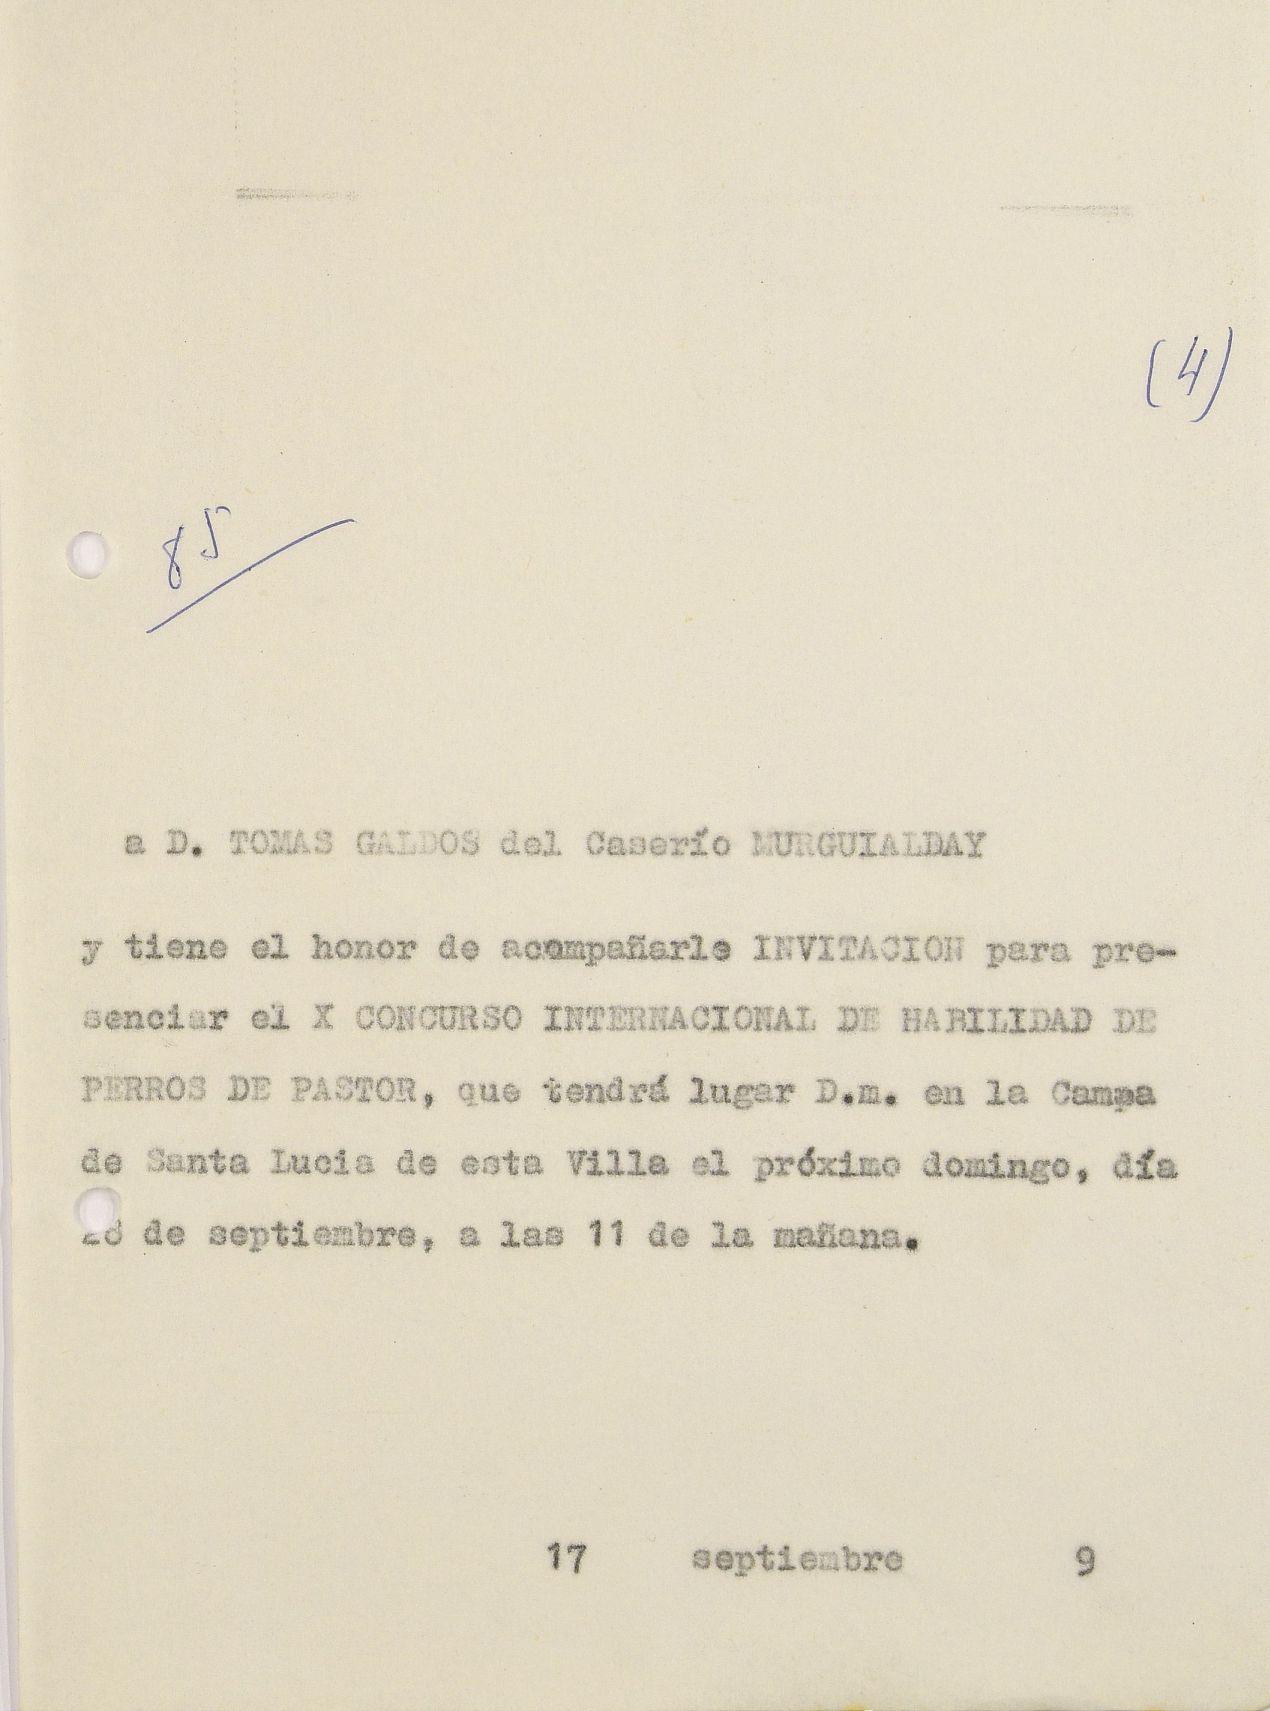 (4)
85
a D. TOMAS GALDOS del Caserío MURGUIALDAY
y tiene el honor de acompañarle INVITACION para pre-
senciar el X CONCURSO INTERNACIONAL DE HABILIDAD DE
PERROS DE PASTOR, que tendrá lugar D.m. en la Campa
de Santa Lucia de esta Villa el próximo domingo, día
28 de septiembre, a las 11 de la mañana.
17 septiembre 9